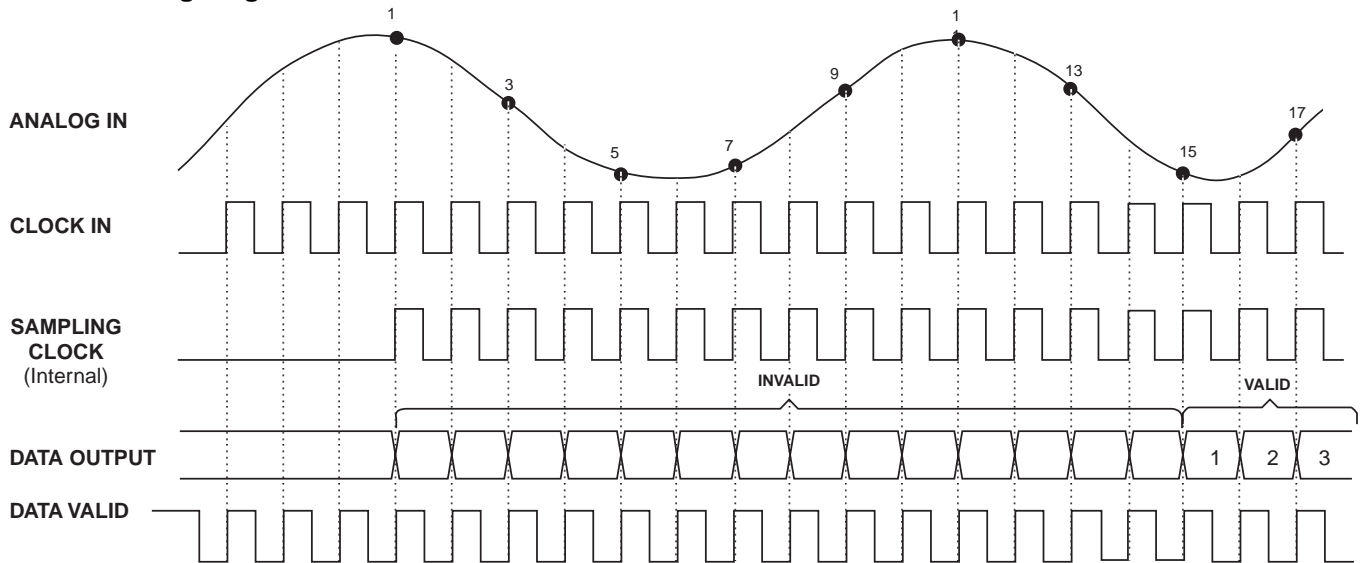 1
1
3
9
13
5
7
15
17
ANALOG IN
CLOCK IN
SAMPLING
CLOCK
(Internal)
INVALID
VALID
DATA OUTPUT
1 2 3
DATA VALID